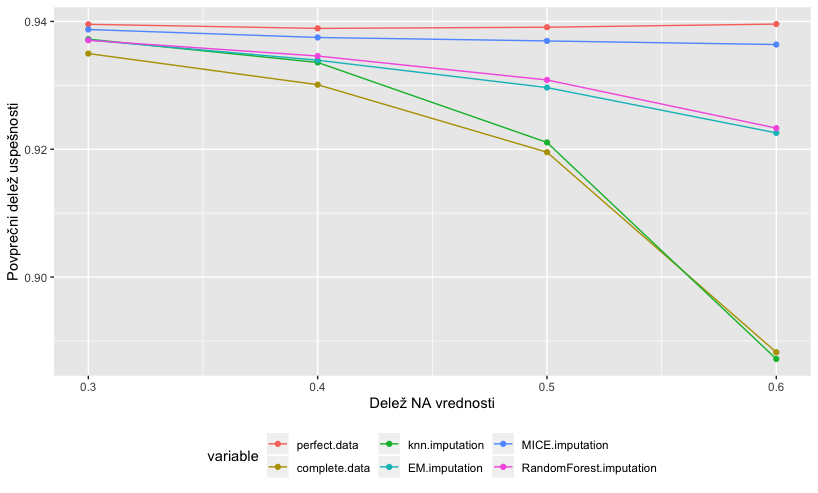 0.94
0.92
0.90
Povprečni delež uspešnosti
0.3 0.4 0.5 0.6
Delež NA vrednosti
variable
perfect.data knn.imputation MICE.imputation
complete.data EM.imputation RandomForest.imputation